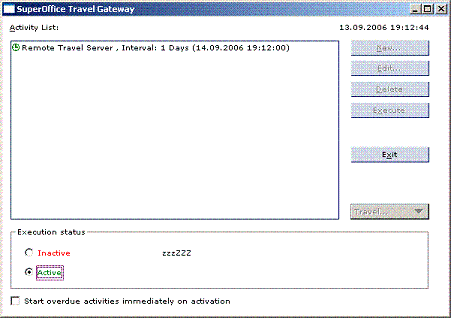 SuperOffice Travel Gateway
Activity List: 13.09.2006 19:12:44
Remote Travel Server , Interval: 1 Days (14.09.2006 19:12:00)
New...
Edit...
Delete
Execute
Exit
Travel...
Execution status
Inactive zzzZZZ
Active
Start overdue activities immediately on activation